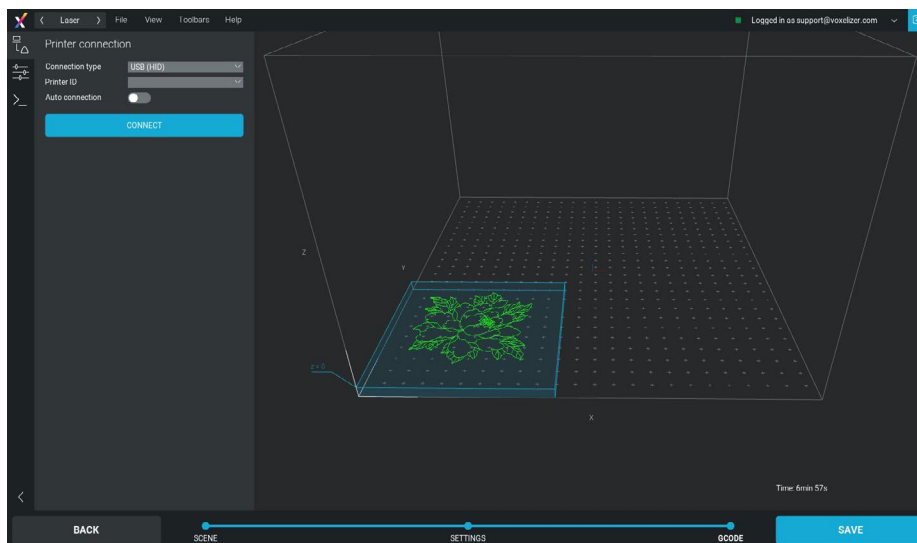 Laser
File
View
Toolbars
Help
Logged in as support@voxelizer.com
Printer connection
Connection type
USB (HID)
Printer ID
Auto connection
CONNECT
Z
Y
z = 0
X
Time: 6min 57s
BACK
SCENE
SETTINGS
GCODE
SAVE